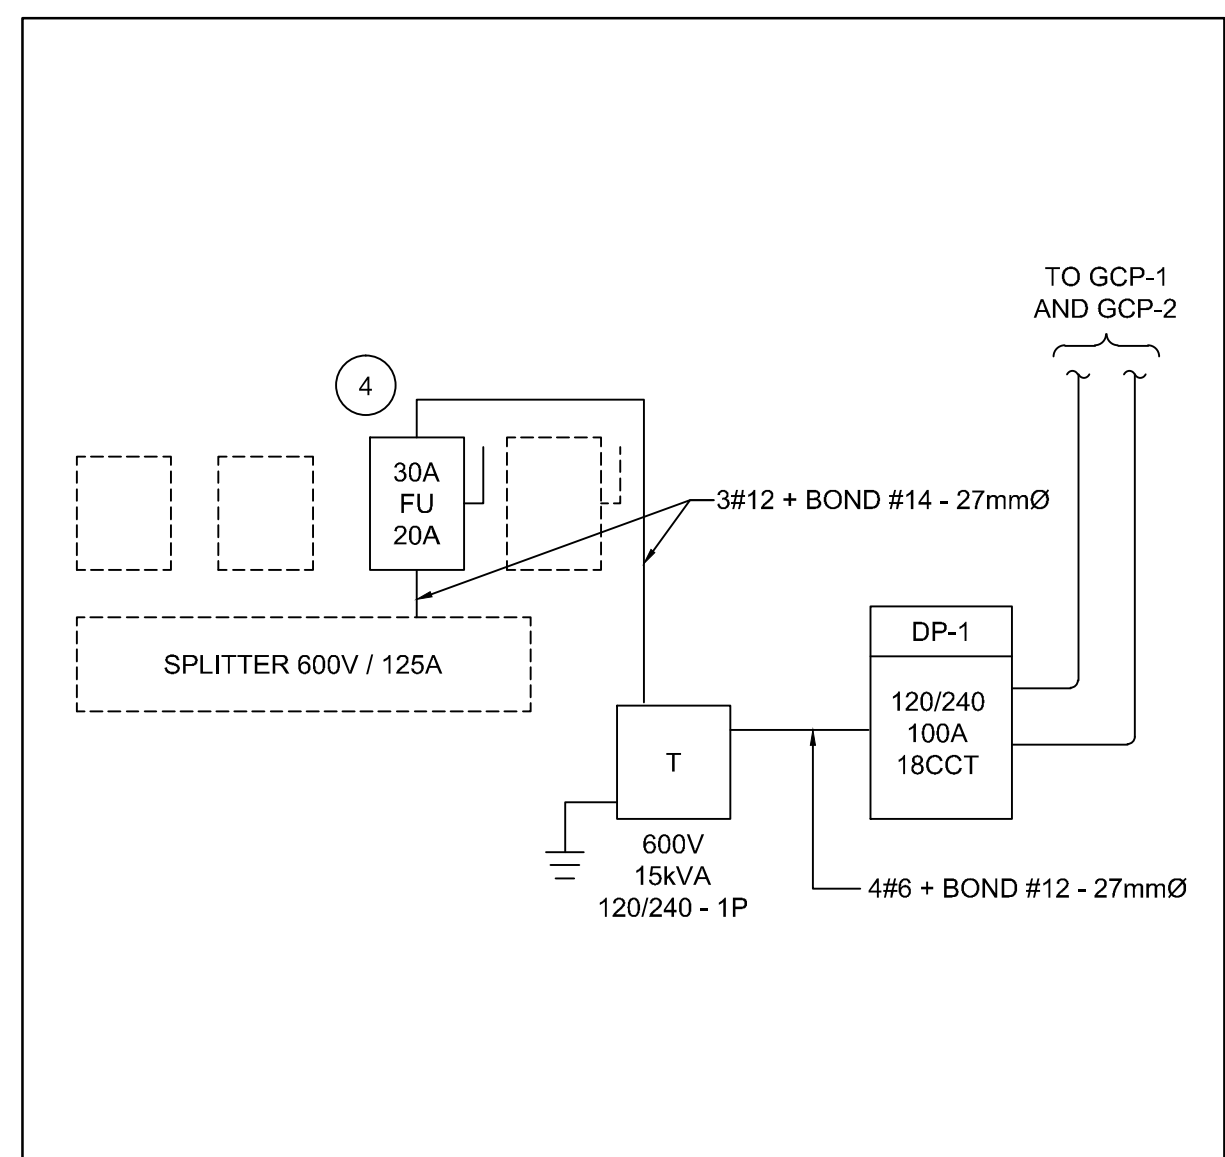 TO GCP-1
AND GCP-2
4
30A
FU
20A
3#12 + BOND #14 - 27mmØ
SPLITTER 600V / 125A
DP-1
120/240
100A
18CCT
T
600V
15kVA
120/240 - 1P
4#6 + BOND #12 - 27mmØ